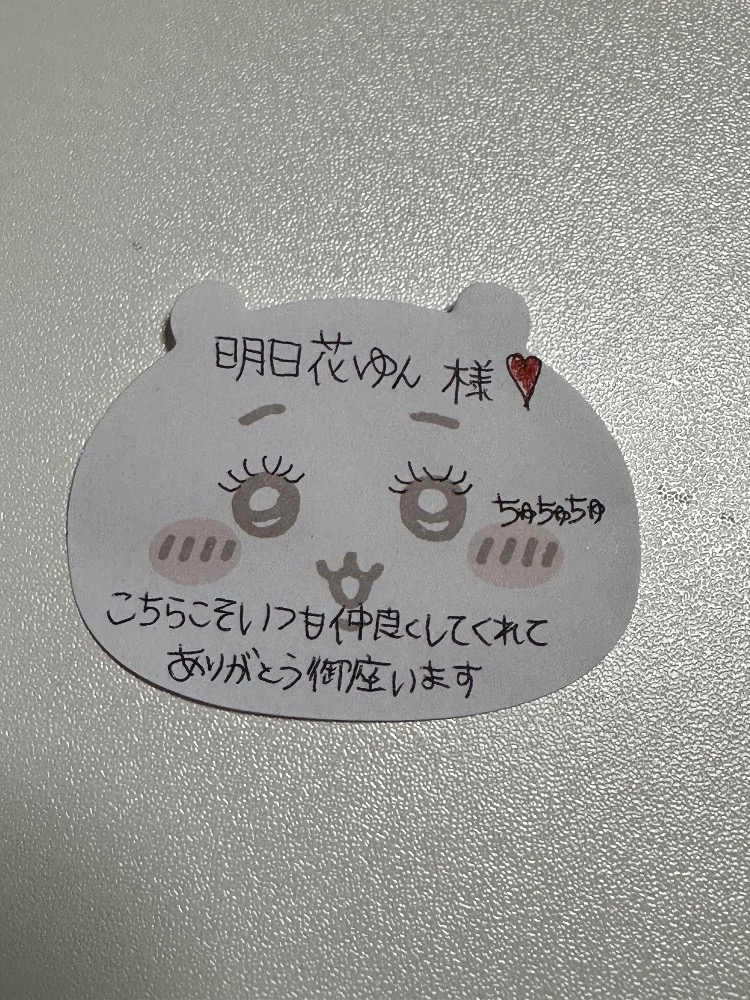 明日花ゆん 様♥
ちゅちゅちゅ
こちらこそいつも仲良くしてくれて
ありがとう御座います